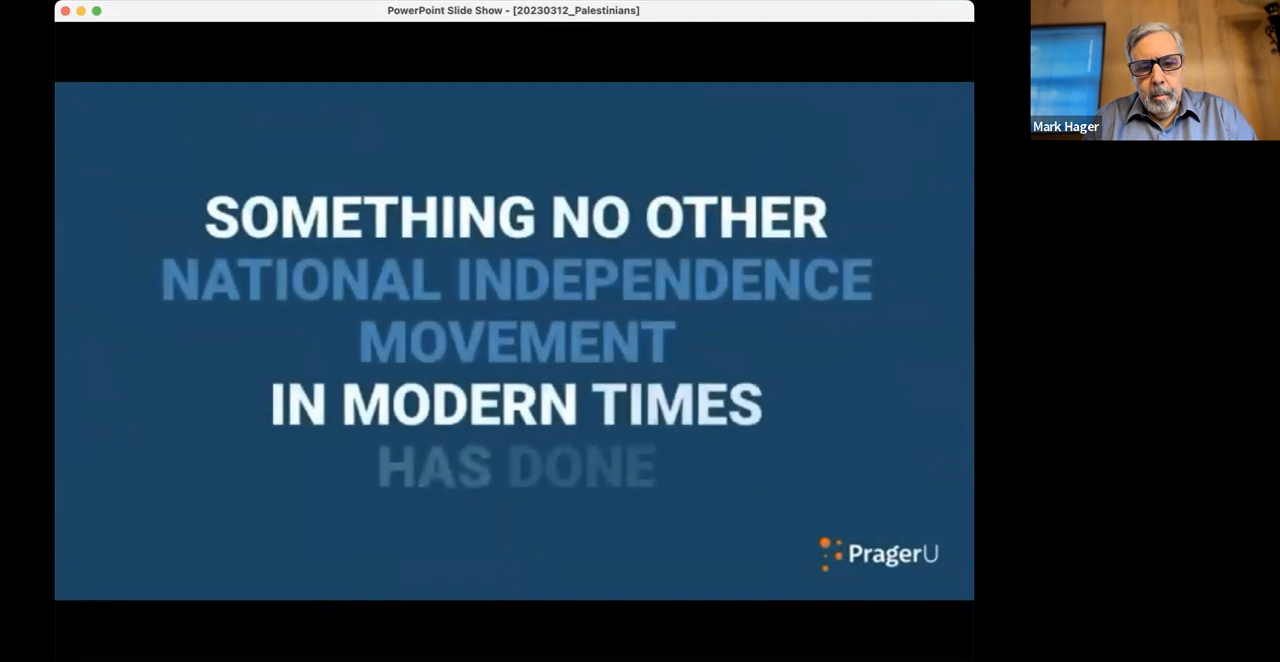 PowerPoint Slide Show - [20230312_Palestinians]
SOMETHING NO OTHER
NATIONAL INDEPENDENCE
MOVEMENT
IN MODERN TIMES
HAS DONE
PragerU
Mark Hager